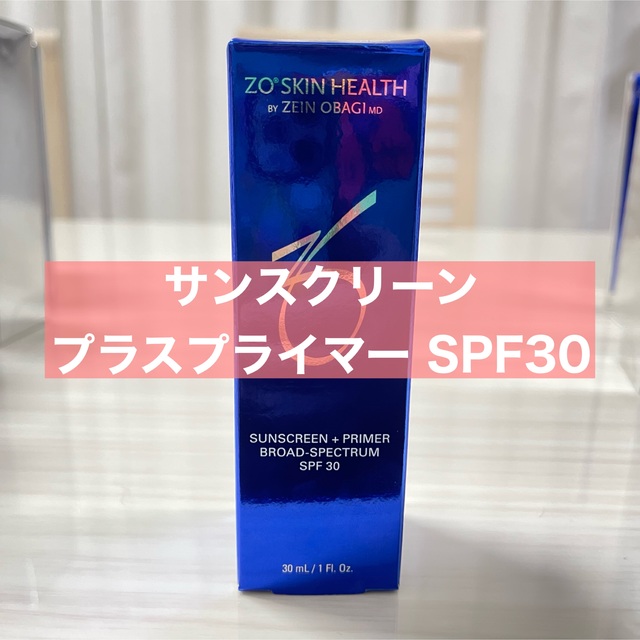 ZO® SKIN HEALTH
BY ZEIN OBAGI MD
サンスクリーン
プラスプライマー SPF30
SUNSCREEN + PRIMER
BROAD-SPECTRUM
SPF 30
30 mL / 1 Fl. Oz.